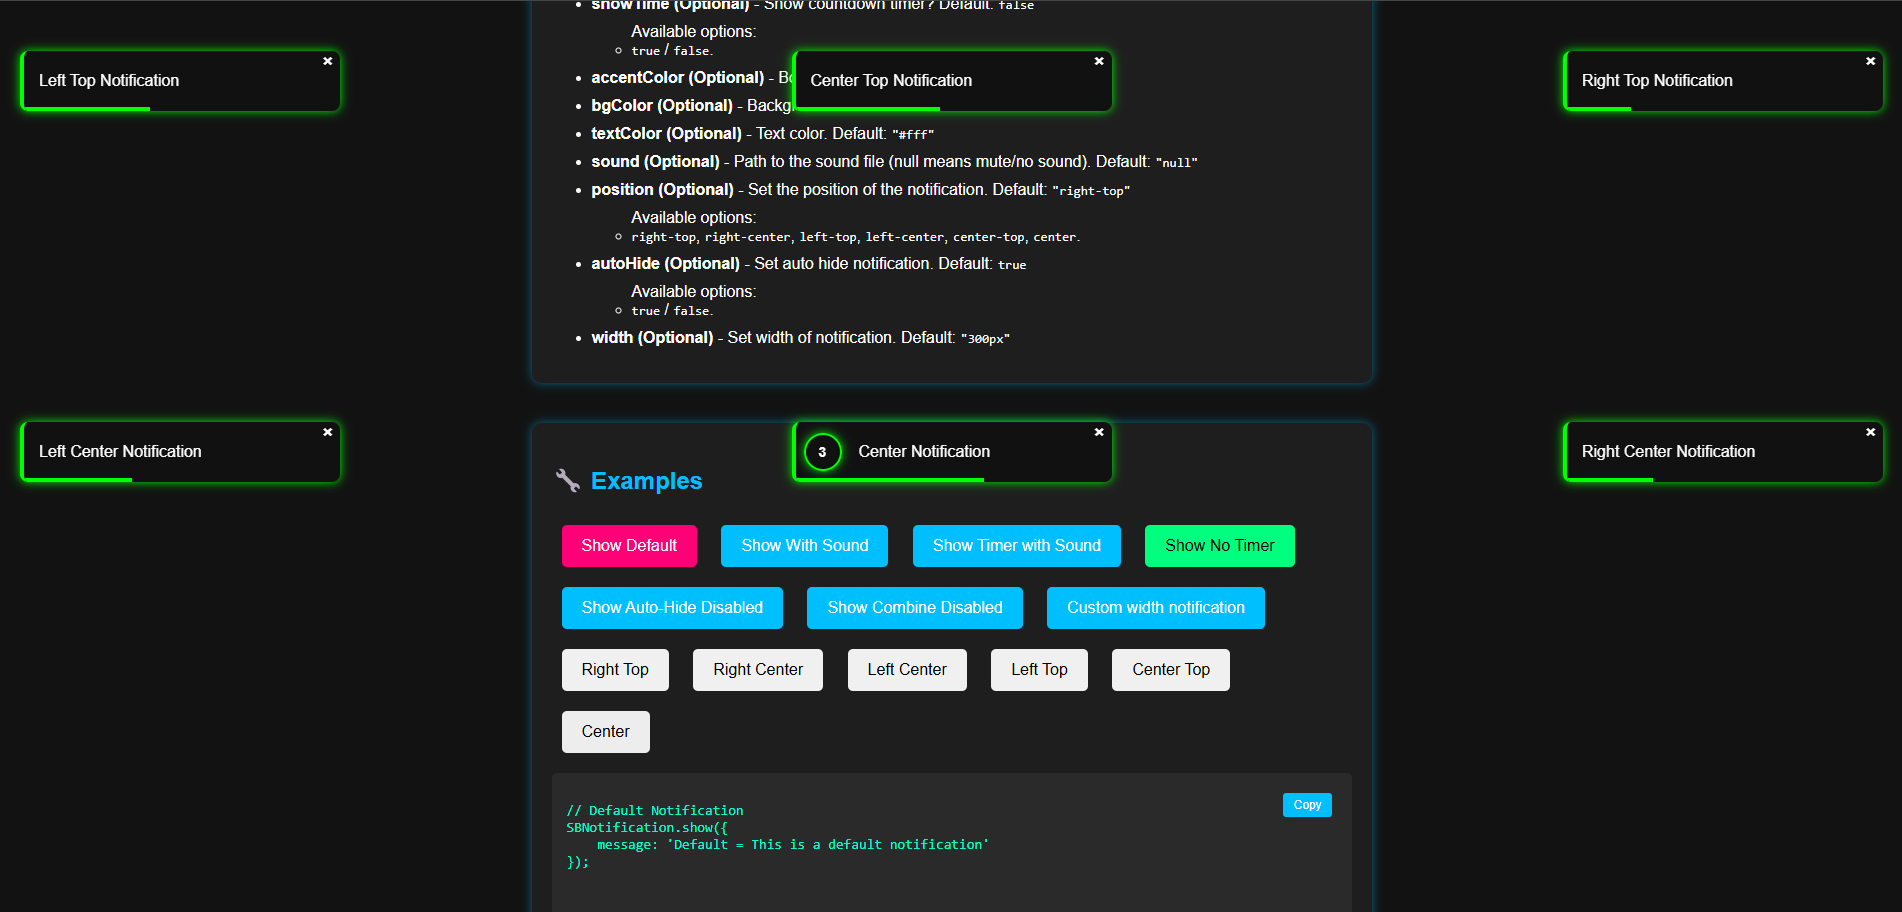 showTime (Optional) - Show countdown timer? Default: false
Available options:
true / false.
Left Top Notification
Center Top Notification
Right Top Notification
accentColor (Optional) - Bo
bgColor (Optional) - Backg
textColor (Optional) - Text color. Default: "#fff"
sound (Optional) - Path to the sound file (null means mute/no sound). Default: "null"
position (Optional) - Set the position of the notification. Default: "right-top"
Available options:
right-top, right-center, left-top, left-center, center-top, center.
autoHide (Optional) - Set auto hide notification. Default: true
Available options:
true / false.
width (Optional) - Set width of notification. Default: "300px"
Left Center Notification
3 Center Notification
Right Center Notification
Examples
Show Default Show With Sound Show Timer with Sound Show No Timer
Show Auto-Hide Disabled Show Combine Disabled Custom width notification
Right Top Right Center Left Center Left Top Center Top
Center
Copy
// Default Notification
SBNotification.show({
message: 'Default = This is a default notification'
});